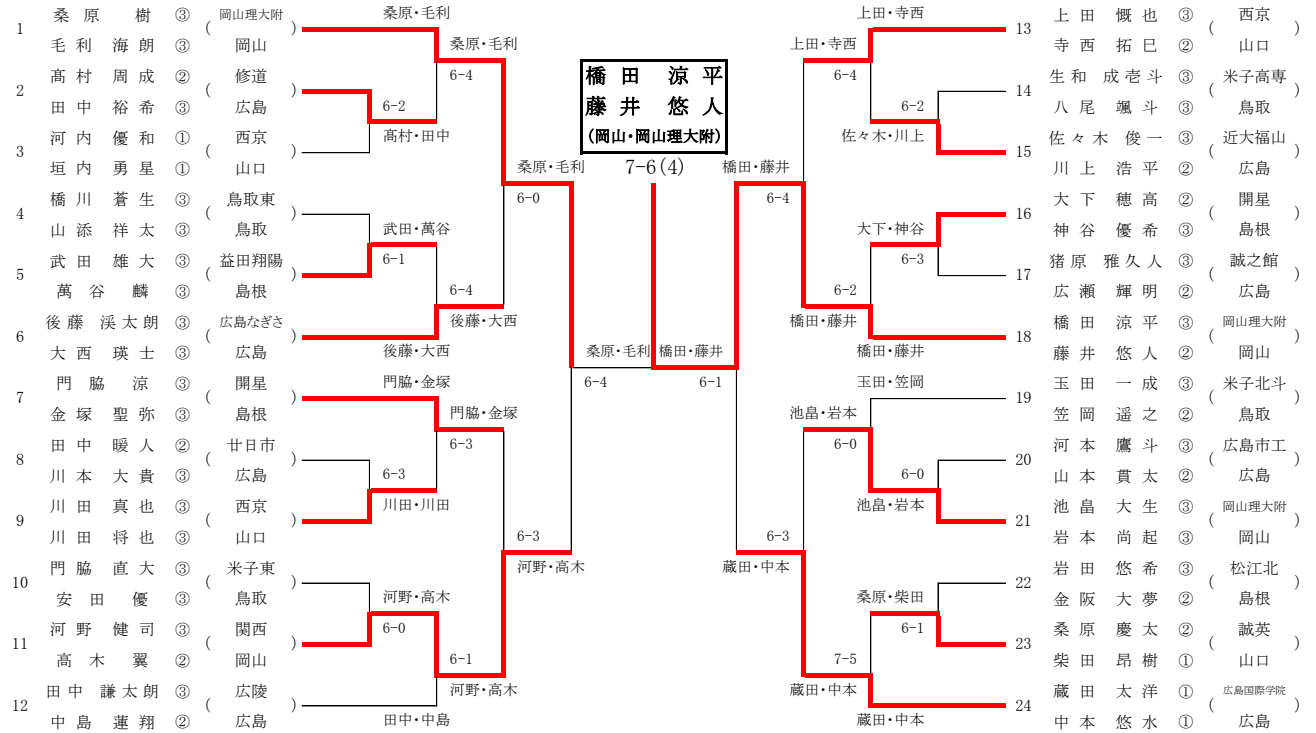 1 桑原 樹 ③ (岡山理大附)
毛利 海朗 ③ 岡山
2 髙村 周成 ② (修道)
田中 裕希 ③ 広島
3 河内 優和 ① (西京)
垣内 勇星 ① 山口
4 橋川 蒼生 ③ (鳥取東)
山添 祥太 ③ 鳥取
5 武田 雄大 ③ (益田翔陽)
萬谷 麟 ③ 島根
6 後藤 渓太朗 ③ (広島なぎさ)
大西 瑛士 ③ 広島
7 門脇 涼 ③ (開星)
金塚 聖弥 ③ 島根
8 田中 暖人 ② (廿日市)
川本 大貴 ③ 広島
9 川田 真也 ③ (西京)
川田 将也 ③ 山口
10 門脇 直大 ③ (米子東)
安田 優 ③ 鳥取
11 河野 健司 ③ (関西)
高木 翼 ② 岡山
12 田中 謙太朗 ③ (広陵)
中島 蓮翔 ② 広島
桑原・毛利
桑原・毛利
6-4
6-2
髙村・田中
桑原・毛利
6-0
武田・萬谷
6-1
6-4
後藤・大西
後藤・大西
桑原・毛利
6-4
門脇・金塚
門脇・金塚
6-3
6-3
川田・川田
6-3
河野・高木
河野・高木
6-0
6-1
河野・高木
田中・中島
橋田 涼平
藤井 悠人
(岡山・岡山理大附)
7-6(4)
上田・寺西
上田・寺西
6-4
6-2
佐々木・川上
橋田・藤井
6-4
大下・神谷
6-3
6-2
橋田・藤井
橋田・藤井
橋田・藤井
6-1
玉田・笠岡
池畠・岩本
6-0
6-0
池畠・岩本
6-3
蔵田・中本
桑原・柴田
6-1
7-5
蔵田・中本
蔵田・中本
13 上田 慨也 ③ (西京)
寺西 拓巳 ② 山口
14 生和 成壱斗 ③ (米子高専)
八尾 颯斗 ③ 鳥取
15 佐々木 俊一 ③ (近大福山)
川上 浩平 ② 広島
16 大下 穂高 ② (開星)
神谷 優希 ③ 島根
17 猪原 雅久人 ③ (誠之館)
広瀬 輝明 ② 広島
18 橋田 涼平 ③ (岡山理大附)
藤井 悠人 ② 岡山
19 玉田 一成 ③ (米子北斗)
笠岡 遥之 ② 鳥取
20 河本 鷹斗 ③ (広島市工)
山本 貫太 ② 広島
21 池畠 大生 ③ (岡山理大附)
岩本 尚起 ③ 岡山
22 岩田 悠希 ③ (松江北)
金阪 大夢 ② 島根
23 桑原 慶太 ② (誠英)
柴田 昂樹 ① 山口
24 蔵田 太洋 ① (広島国際学院)
中本 悠水 ① 広島